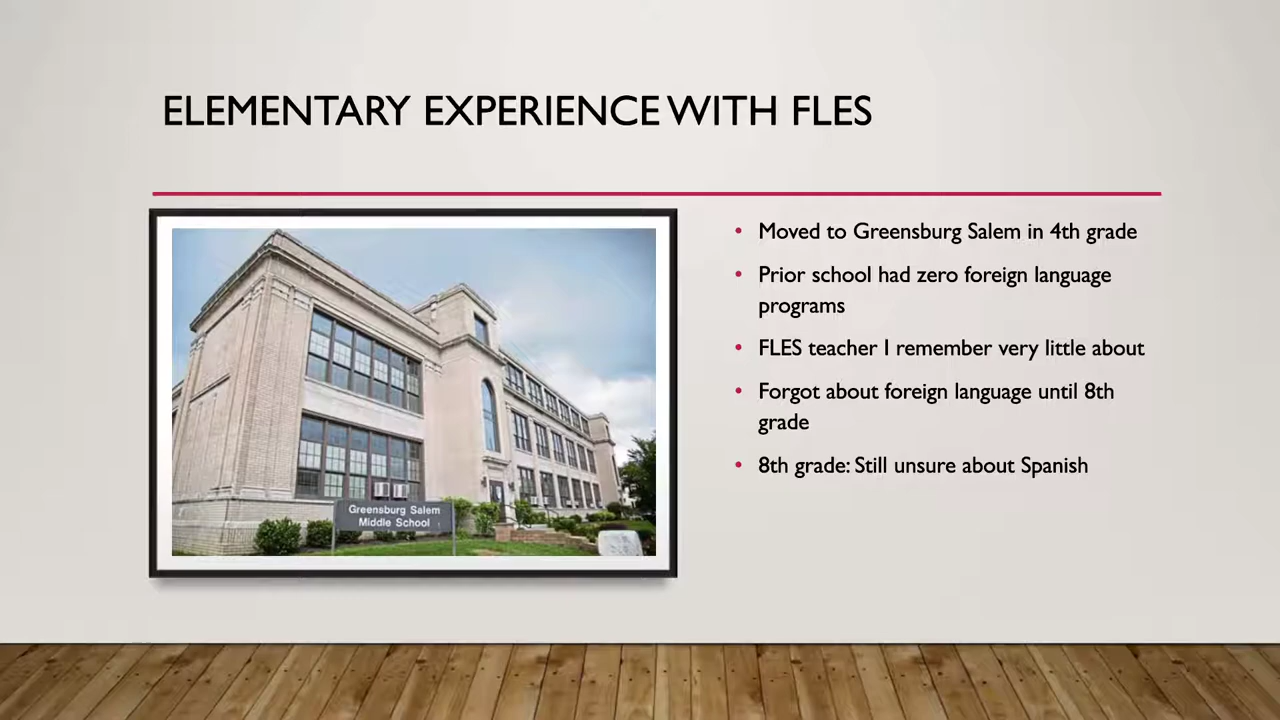 ELEMENTARY EXPERIENCE WITH FLES
Greensburg Salem
Middle School
• Moved to Greensburg Salem in 4th grade
• Prior school had zero foreign language
programs
• FLES teacher I remember very little about
• Forgot about foreign language until 8th
grade
• 8th grade: Still unsure about Spanish